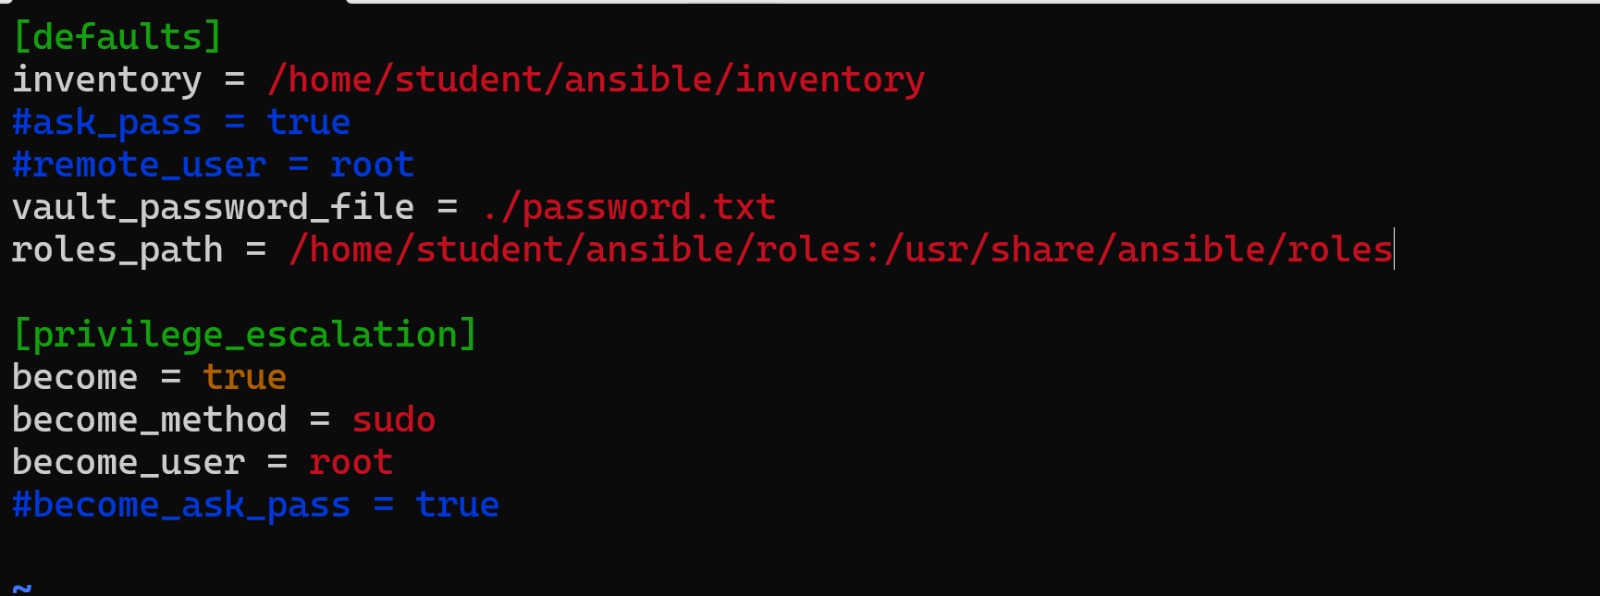 [defaults]
inventory = /home/student/ansible/inventory
#ask_pass = true
#remote_user = root
vault_password_file = ./password.txt
roles_path = /home/student/ansible/roles:/usr/share/ansible/roles
[privilege_escalation]
become = true
become_method = sudo
become_user = root
#become_ask_pass = true
~